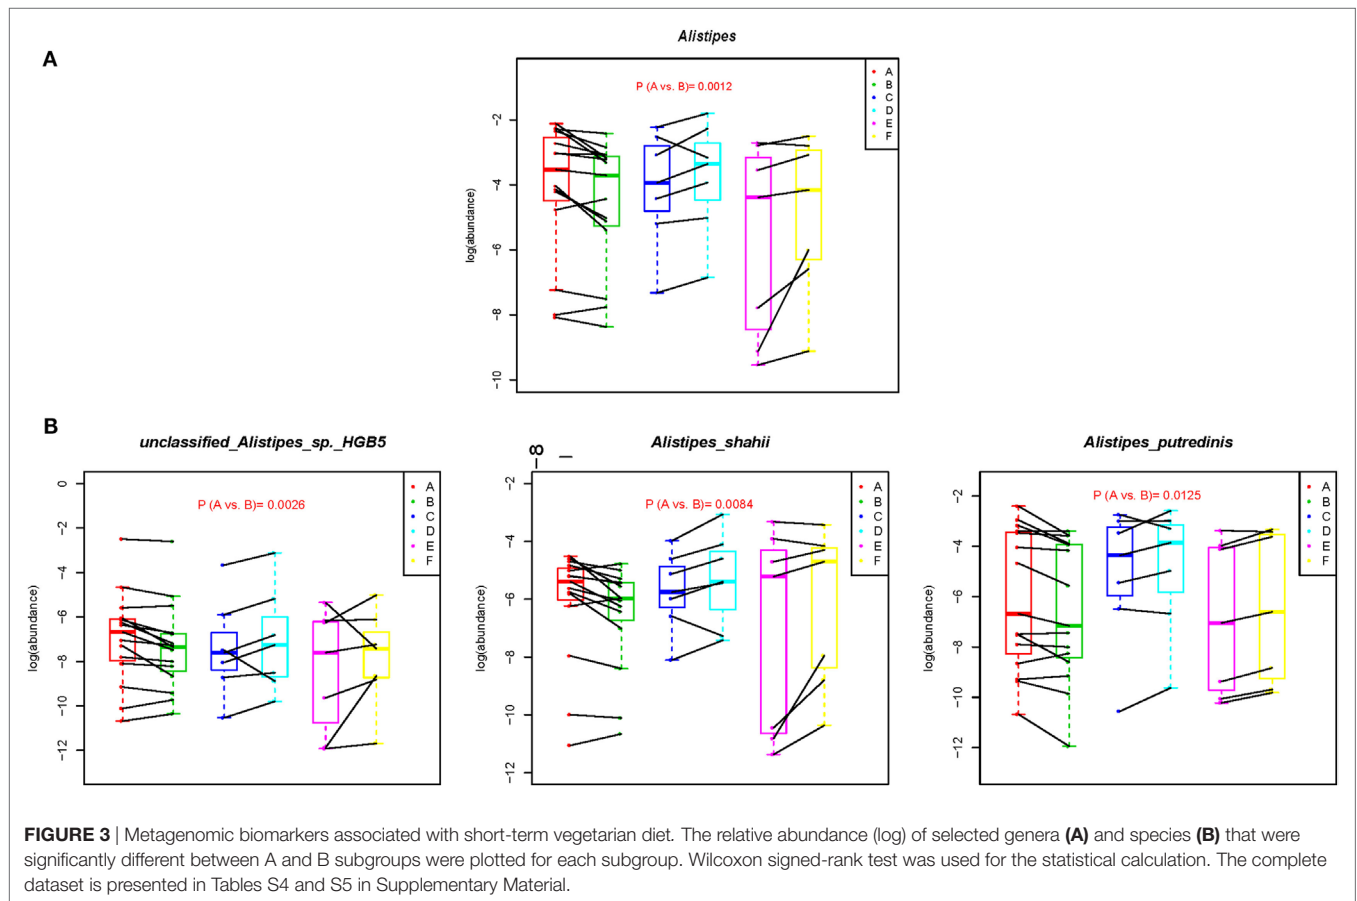 A
Alistipes
P (A vs. B)= 0.0012
A
B
C
D
E
F
log(abundance)
−2
−4
−6
−8
−10
B
unclassified_Alistipes_sp._HGB5
P (A vs. B)= 0.0026
A
B
C
D
E
F
log(abundance)
0
−2
−4
−6
−8
−10
−12
−8
Alistipes_shahii
P (A vs. B)= 0.0084
A
B
C
D
E
F
log(abundance)
−2
−4
−6
−8
−10
−12
Alistipes_putredinis
P (A vs. B)= 0.0125
A
B
C
D
E
F
log(abundance)
−2
−4
−6
−8
−10
−12
FIGURE 3 | Metagenomic biomarkers associated with short-term vegetarian diet. The relative abundance (log) of selected genera (A) and species (B) that were
significantly different between A and B subgroups were plotted for each subgroup. Wilcoxon signed-rank test was used for the statistical calculation. The complete
dataset is presented in Tables S4 and S5 in Supplementary Material.